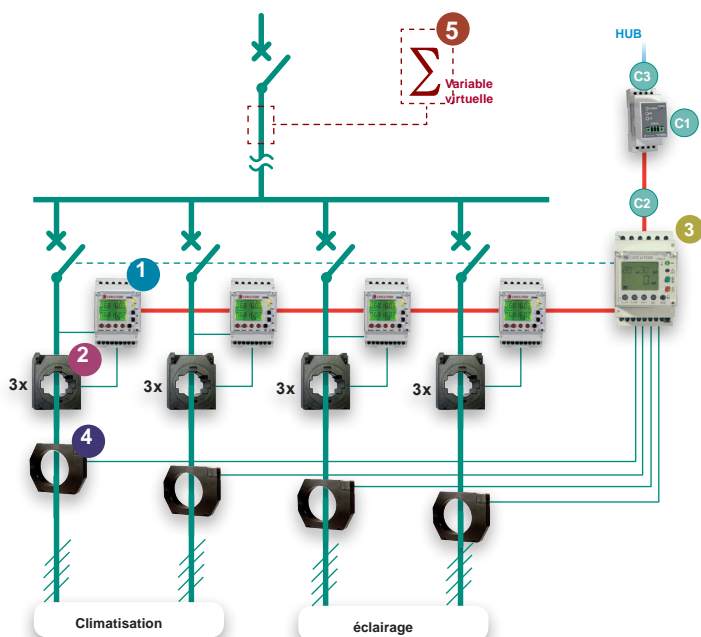 5
HUB
Variable
virtuelle
C3
C1
C2
3
1
2
3x
3x
3x
3x
4
Climatisation
éclairage